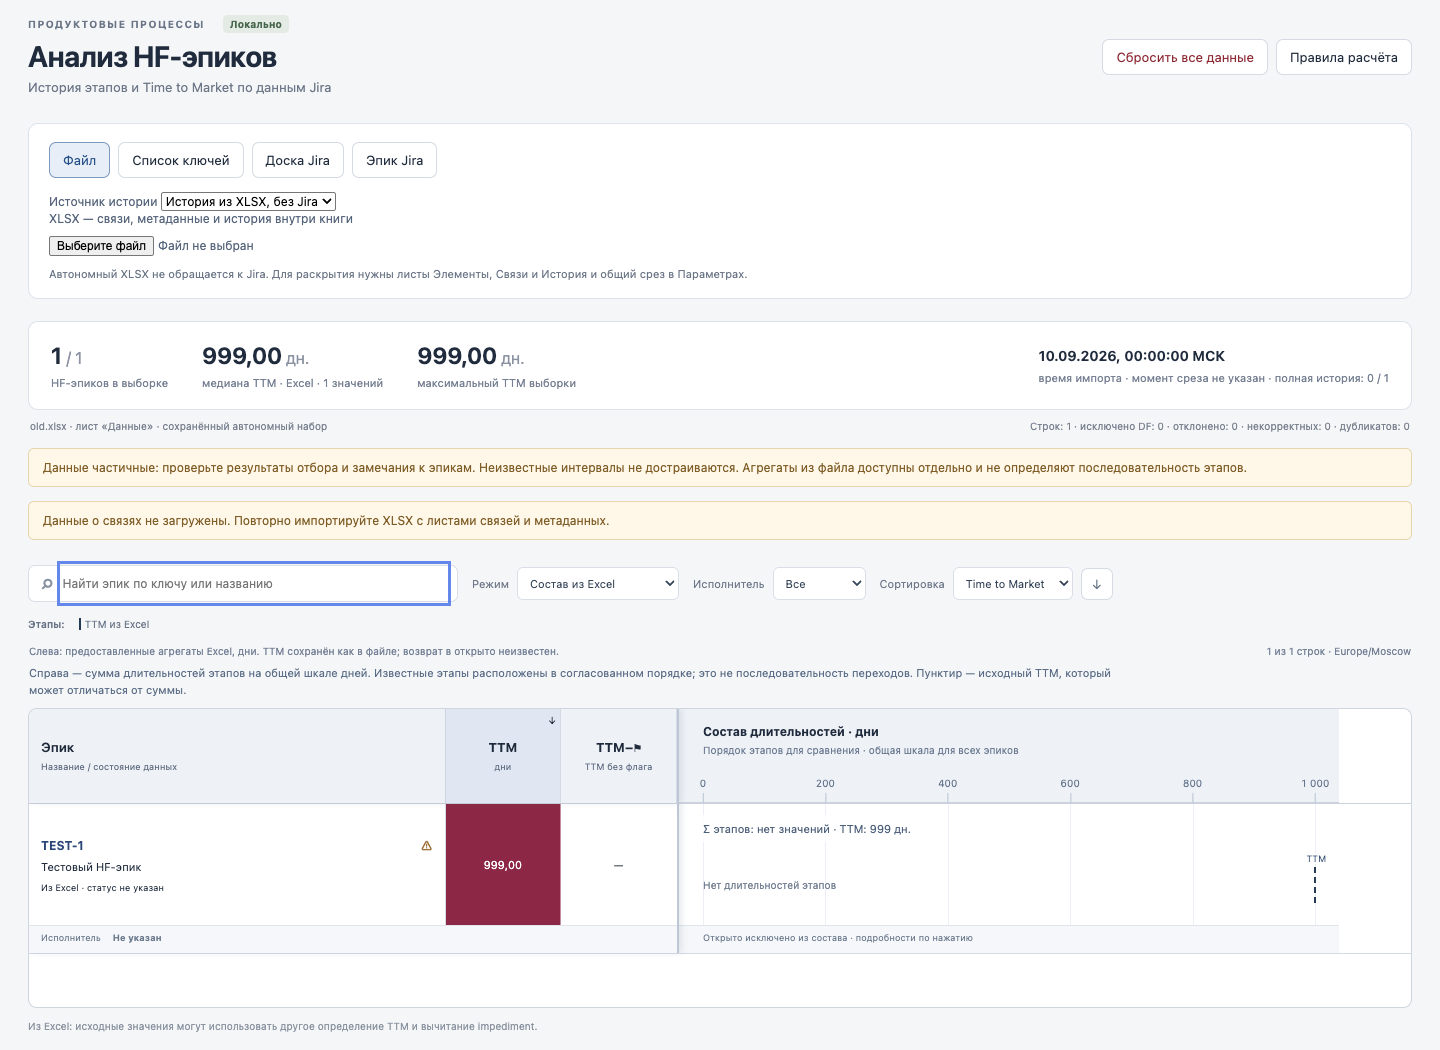 ПРОДУКТОВЫЕ ПРОЦЕССЫ Локально
Анализ HF-эпиков
История этапов и Time to Market по данным Jira
Сбросить все данные Правила расчёта
Файл Список ключей Доска Jira Эпик Jira
Источник истории История из XLSX, без Jira
XLSX — связи, метаданные и история внутри книги
Выберите файл Файл не выбран
Автономный XLSX не обращается к Jira. Для раскрытия нужны листы Элементы, Связи и История и общий срез в Параметрах.
1 / 1 999,00 дн. 999,00 дн. 10.09.2026, 00:00:00 МСК
HF-эпиков в выборке медиана ТТМ · Excel · 1 значений максимальный ТТМ выборки время импорта · момент среза не указан · полная история: 0 / 1
old.xlsx · лист «Данные» · сохранённый автономный набор Строк: 1 · исключено DF: 0 · отклонено: 0 · некорректных: 0 · дубликатов: 0
Данные частичные: проверьте результаты отбора и замечания к эпикам. Неизвестные интервалы не достраиваются. Агрегаты из файла доступны отдельно и не определяют последовательность этапов.
Данные о связях не загружены. Повторно импортируйте XLSX с листами связей и метаданных.
Найти эпик по ключу или названию Режим Состав из Excel Исполнитель Все Сортировка Time to Market ↓
Этапы: ТТМ из Excel
Слева: предоставленные агрегаты Excel, дни. ТТМ сохранён как в файле; возврат в открыто неизвестен. 1 из 1 строк · Europe/Moscow
Справа — сумма длительностей этапов на общей шкале дней. Известные этапы расположены в согласованном порядке; это не последовательность переходов. Пунктир — исходный ТТМ, который
может отличаться от суммы.
↓
Эпик ТТМ ТТМ−⚑ Состав длительностей · дни
Название / состояние данных дни ТТМ без флага Порядок этапов для сравнения · общая шкала для всех эпиков
0 200 400 600 800 1 000
Σ этапов: нет значений · ТТМ: 999 дн.
TEST-1
Тестовый HF-эпик 999,00 — ТТМ
Из Excel · статус не указан Нет длительностей этапов
Исполнитель Не указан Открыто исключено из состава · подробности по нажатию
Из Excel: исходные значения могут использовать другое определение ТТМ и вычитание impediment.